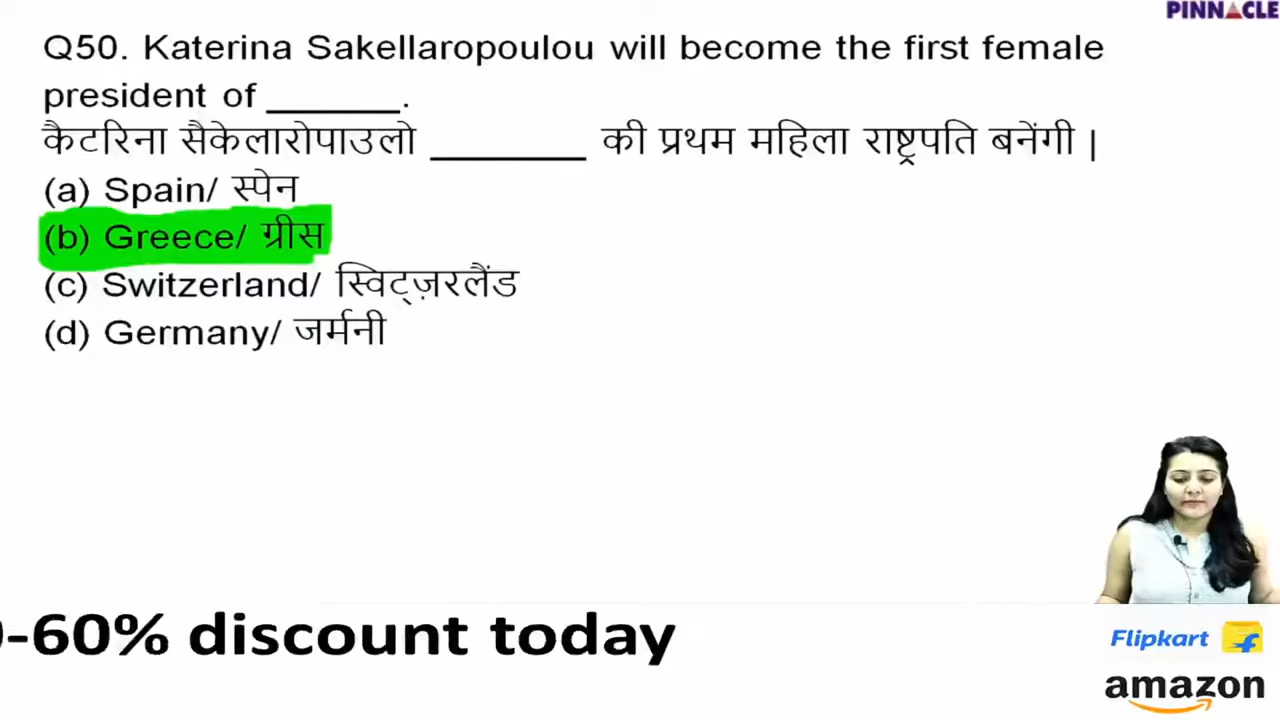 PINNACLE
Q50. Katerina Sakellaropoulou will become the first female
president of _______.
कैटरिना सैकेलारोपाउलो ________ की प्रथम महिला राष्ट्रपति बनेंगी |
(a) Spain/ स्पेन
(b) Greece/ ग्रीस
(c) Switzerland/ स्विट्ज़रलैंड
(d) Germany/ जर्मनी
-60% discount today
Flipkart
amazon